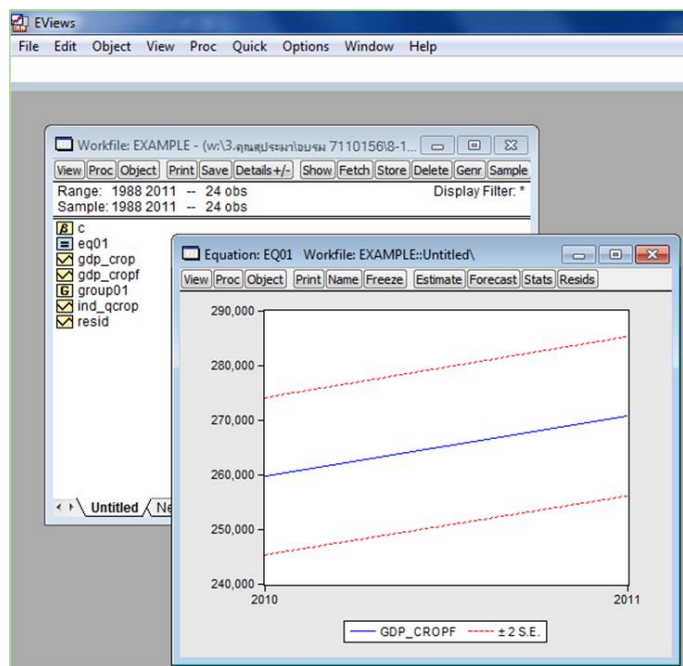 EViews
File Edit Object View Proc Quick Options Window Help
Workfile: EXAMPLE - (w:\3.คุณสุประมา\อบรม 7110156\8-1...
View Proc Object Print Save Details+/- Show Fetch Store Delete Genr Sample
Range: 1988 2011 -- 24 obs Display Filter: *
Sample: 1988 2011 -- 24 obs
c
eq01
gdp_crop
gdp_cropf
group01
ind_qcrop
resid
Untitled Ne
Equation: EQ01 Workfile: EXAMPLE::Untitled\
View Proc Object Print Name Freeze Estimate Forecast Stats Resids
290,000
280,000
270,000
260,000
250,000
240,000
2010 2011
GDP_CROPF ± 2 S.E.